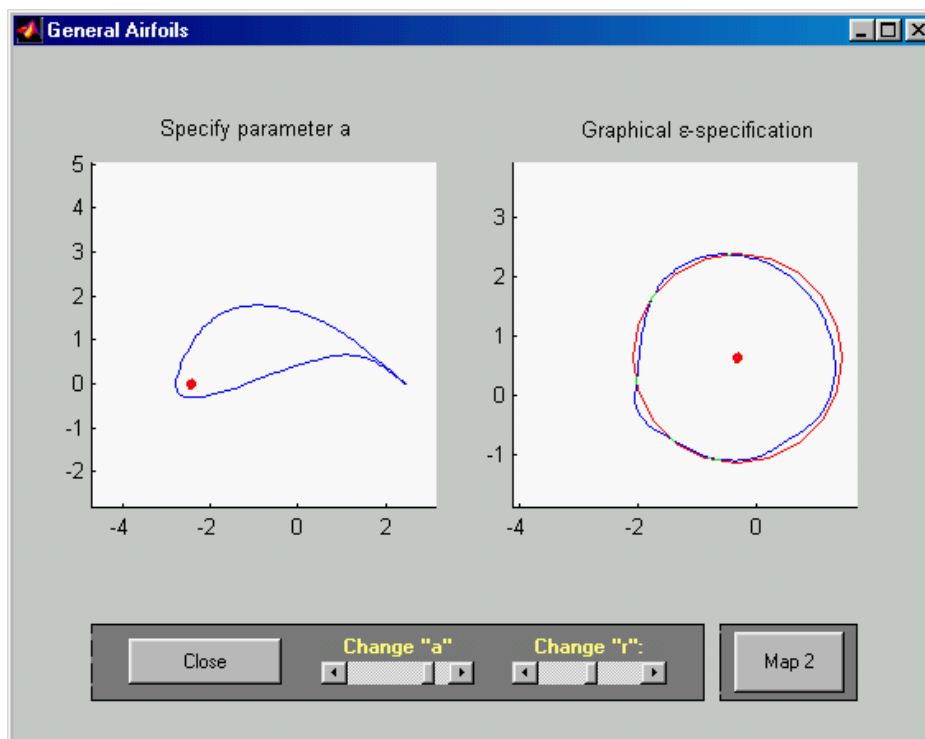 General Airfoils
Specify parameter a
5
4
3
2
1
0
-1
-2
-4
-2
0
2
Graphical ε-specification
3
2
1
0
-1
-4
-2
0
Close
Change "a"
Change "r":
Map 2